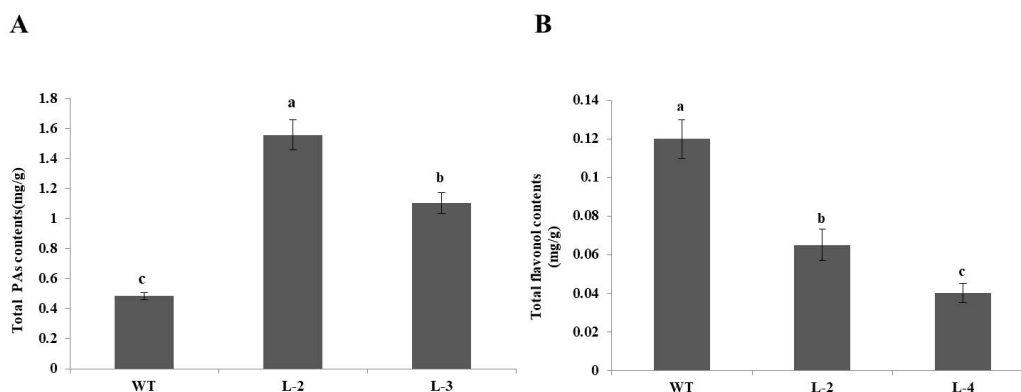 A
Total PAs contents(mg/g)
1.8
1.6
1.4
1.2
1
0.8
0.6
0.4
0.2
0
c
a
b
WT L-2 L-3
B
Total flavonol contents
(mg/g)
0.14
0.12
0.1
0.08
0.06
0.04
0.02
0
a
b
c
WT L-2 L-4